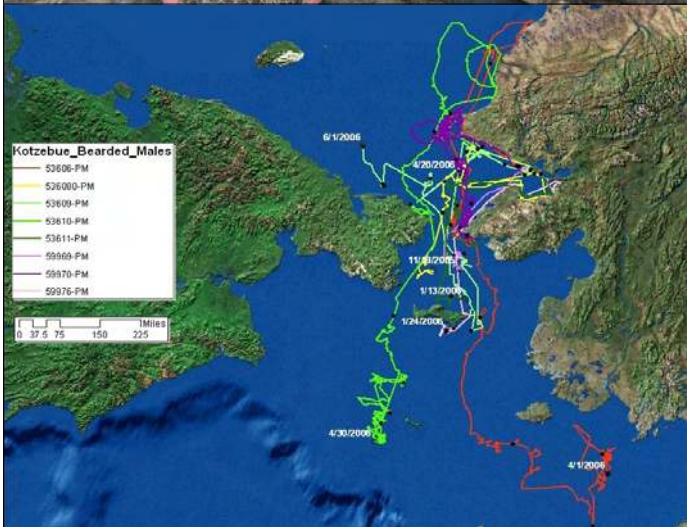 6/1/2006
Kotzebue_Bearded_Males
53606-PM
536080-PM
53609-PM
53610-PM
53611-PM
59969-PM
59970-PM
59976-PM
4/20/2006
1/13/2006
1/24/2006
Miles
0 37.5 75 150 225
4/30/2006
4/1/2006